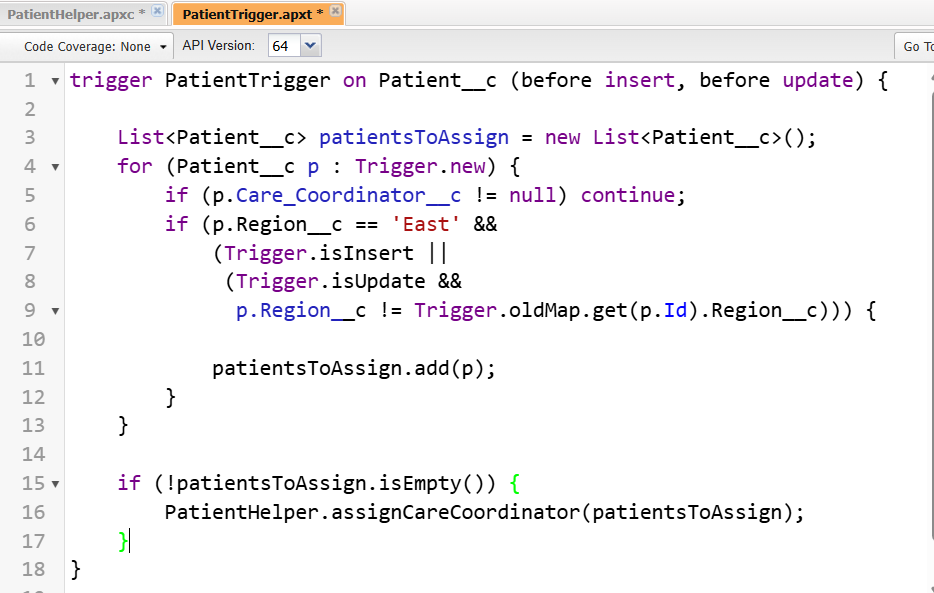 PatientHelper.apxc * PatientTrigger.apxt *
Code Coverage: None API Version: 64 Go To
1 trigger PatientTrigger on Patient__c (before insert, before update) {
2
3 List<Patient__c> patientsToAssign = new List<Patient__c>();
4 for (Patient__c p : Trigger.new) {
5 if (p.Care_Coordinator__c != null) continue;
6 if (p.Region__c == 'East' &&
7 (Trigger.isInsert ||
8 (Trigger.isUpdate &&
9 p.Region__c != Trigger.oldMap.get(p.Id).Region__c))) {
10
11 patientsToAssign.add(p);
12 }
13 }
14
15 if (!patientsToAssign.isEmpty()) {
16 PatientHelper.assignCareCoordinator(patientsToAssign);
17 }
18 }